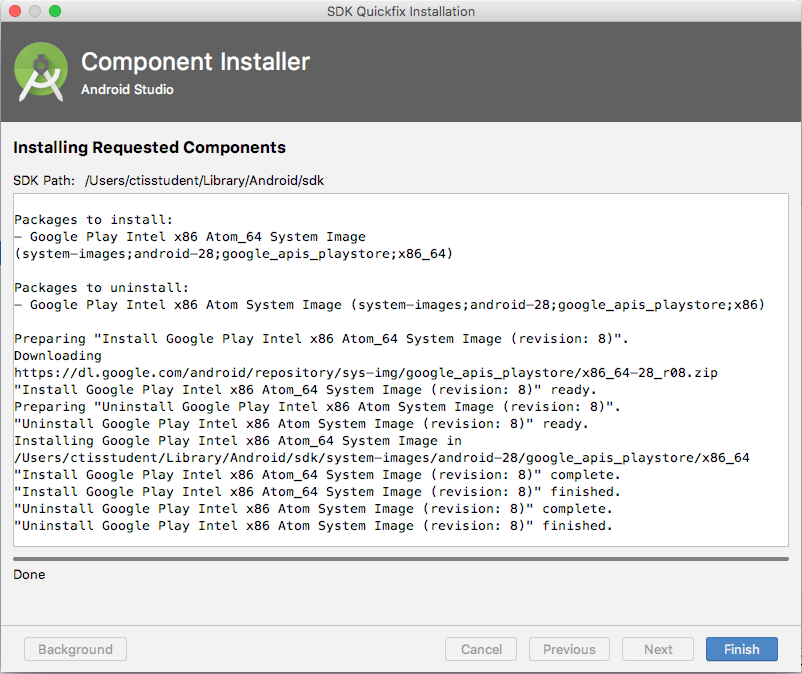 SDK Quickfix Installation
Component Installer
Android Studio
Installing Requested Components
SDK Path: /Users/ctisstudent/Library/Android/sdk
Packages to install:
- Google Play Intel x86 Atom_64 System Image
(system-images;android-28;google_apis_playstore;x86_64)
Packages to uninstall:
- Google Play Intel x86 Atom System Image (system-images;android-28;google_apis_playstore;x86)
Preparing "Install Google Play Intel x86 Atom_64 System Image (revision: 8)".
Downloading
https://dl.google.com/android/repository/sys-img/google_apis_playstore/x86_64-28_r08.zip
"Install Google Play Intel x86 Atom_64 System Image (revision: 8)" ready.
Preparing "Uninstall Google Play Intel x86 Atom System Image (revision: 8)".
"Uninstall Google Play Intel x86 Atom System Image (revision: 8)" ready.
Installing Google Play Intel x86 Atom_64 System Image in
/Users/ctisstudent/Library/Android/sdk/system-images/android-28/google_apis_playstore/x86_64
"Install Google Play Intel x86 Atom_64 System Image (revision: 8)" complete.
"Install Google Play Intel x86 Atom_64 System Image (revision: 8)" finished.
"Uninstall Google Play Intel x86 Atom System Image (revision: 8)" complete.
"Uninstall Google Play Intel x86 Atom System Image (revision: 8)" finished.
Done
Background Cancel Previous Next Finish